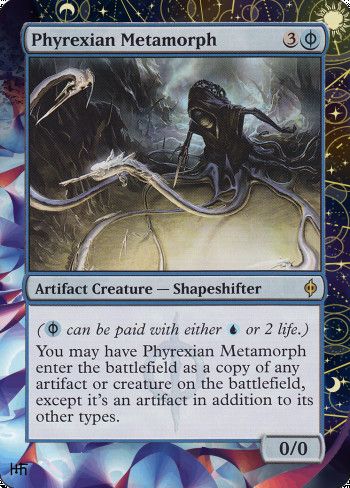 Phyrexian Metamorph 3
Artifact Creature — Shapeshifter
( can be paid with either or 2 life.)
You may have Phyrexian Metamorph
enter the battlefield as a copy of any
artifact or creature on the battlefield,
except it's an artifact in addition to its
other types.
0/0